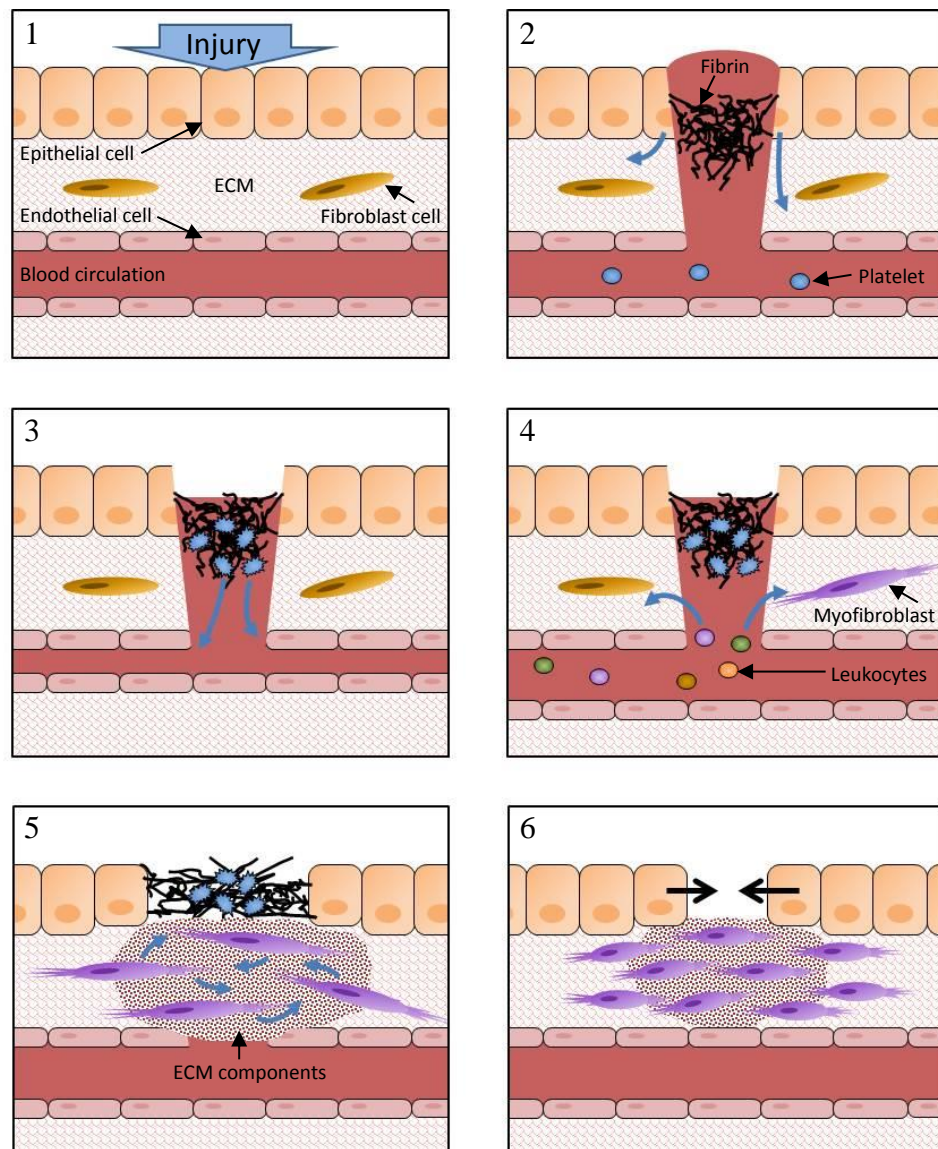 1
Injury
Epithelial cell
ECM
Endothelial cell
Fibroblast cell
Blood circulation
2
Fibrin
Platelet
3
4
Myofibroblast
Leukocytes
5
ECM components
6